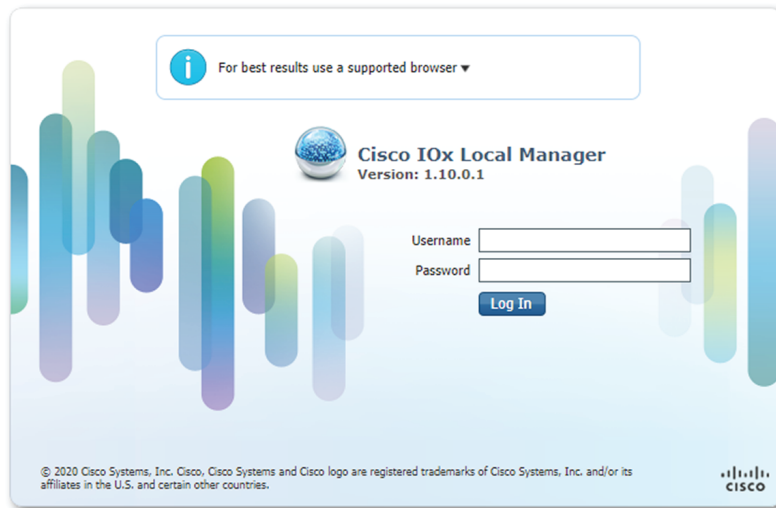 For best results use a supported browser ▾
Cisco IOx Local Manager
Version: 1.10.0.1
Username
Password
Log In
© 2020 Cisco Systems, Inc. Cisco, Cisco Systems and Cisco logo are registered trademarks of Cisco Systems, Inc. and/or its
affiliates in the U.S. and certain other countries.
CISCO